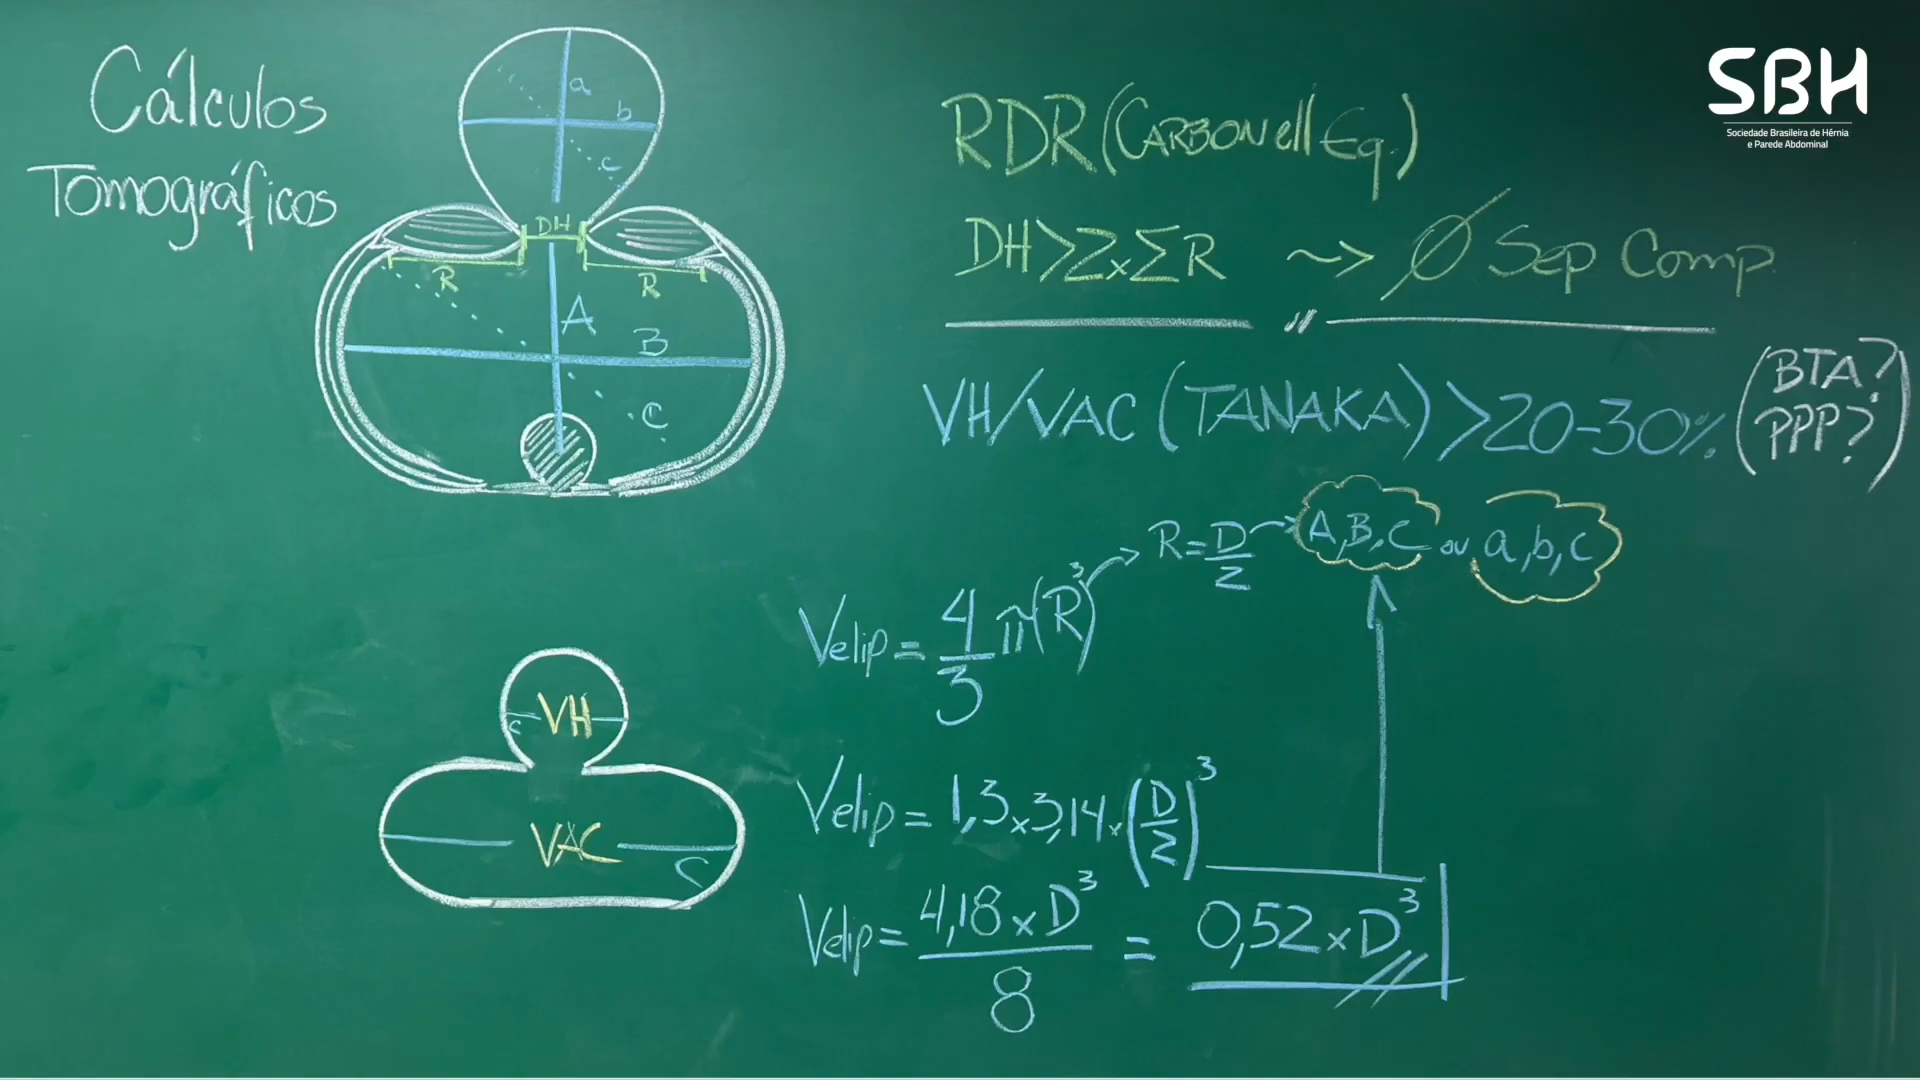 Cálculos
Tomográficos
a
b
c
DH
R
R
A
B
C
VH
c
VAC
C
SBH
Sociedade Brasileira de Hérnia
e Parede Abdominal
RDR (CARBONEll Eq.)
DH > 2 x ∑ R ~> Ø Sep Comp.
VH/VAC (TANAKA) > 20-30% (BTA?
PPP?)
R = D/2 → A, B, C ou a, b, c
Velip = 4/3 π (R)³
Velip = 1,3 x 3,14 x (D/2)³
Velip = 4,18 x D³/8 = 0,52 x D³